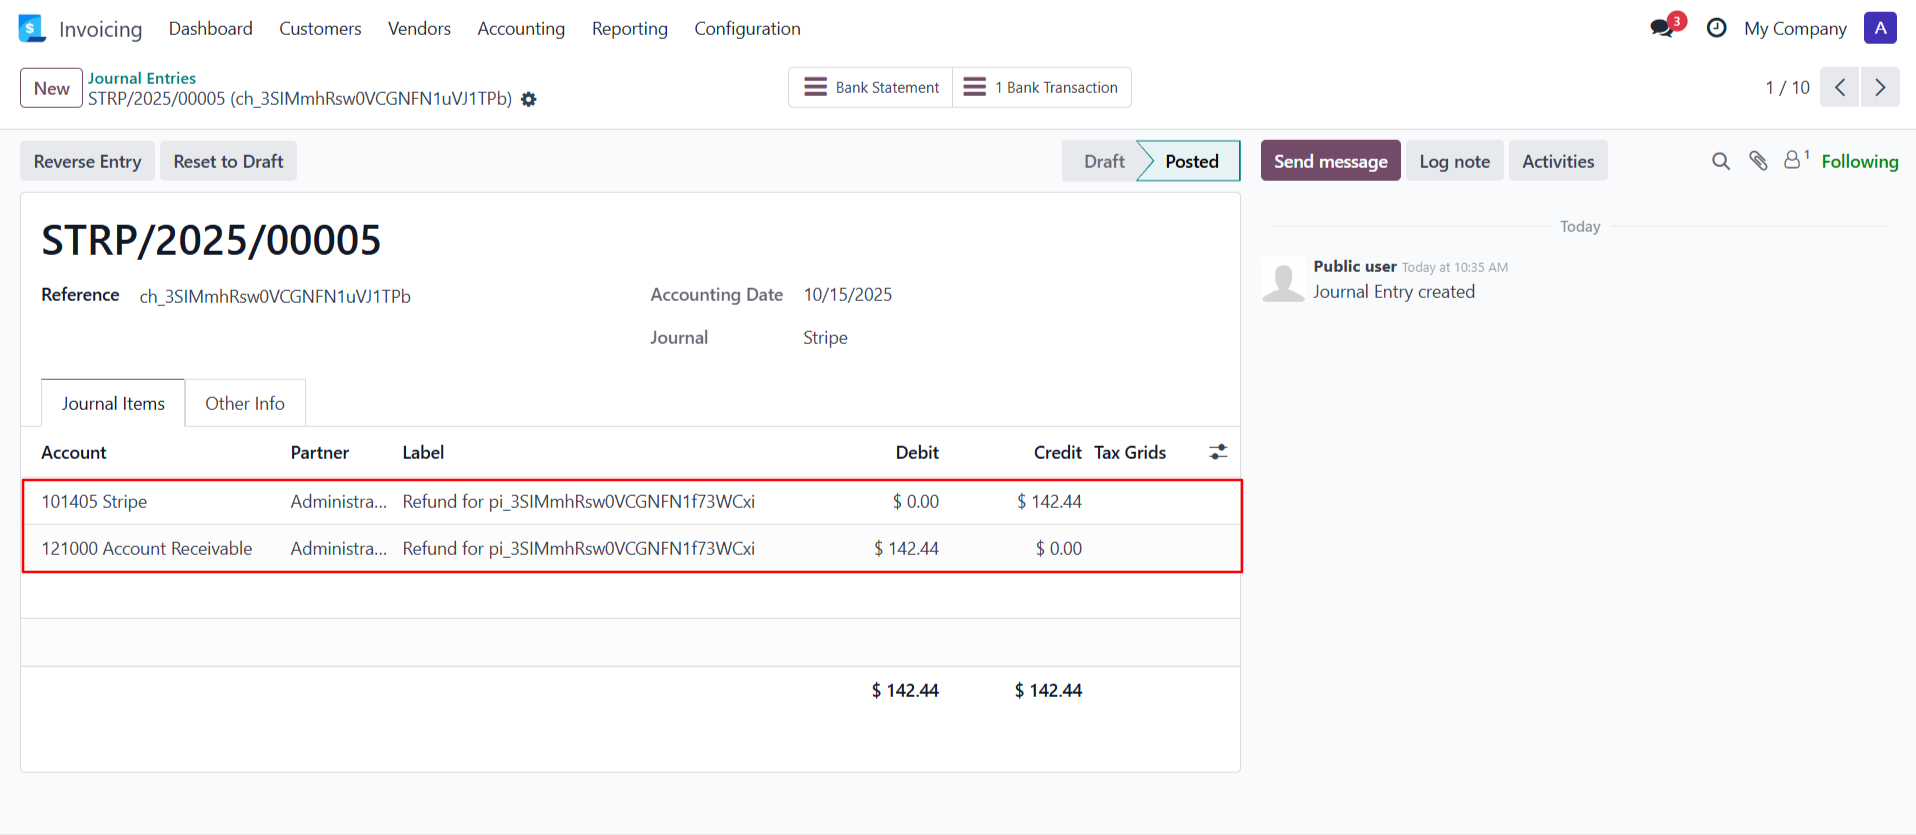 Invoicing Dashboard Customers Vendors Accounting Reporting Configuration 3 My Company A
New Journal Entries
STRP/2025/00005 (ch_3SIMmhRsw0VCGNFN1uVJ1TPb)
Bank Statement 1 Bank Transaction 1 / 10
Reverse Entry Reset to Draft Draft Posted Send message Log note Activities 1 Following
STRP/2025/00005
Today
Reference ch_3SIMmhRsw0VCGNFN1uVJ1TPb Accounting Date 10/15/2025
Journal Stripe
Public user Today at 10:35 AM
Journal Entry created
Journal Items Other Info
Account Partner Label Debit Credit Tax Grids
101405 Stripe Administra... Refund for pi_3SIMmhRsw0VCGNFN1f73WCxi $ 0.00 $ 142.44
121000 Account Receivable Administra... Refund for pi_3SIMmhRsw0VCGNFN1f73WCxi $ 142.44 $ 0.00
$ 142.44 $ 142.44